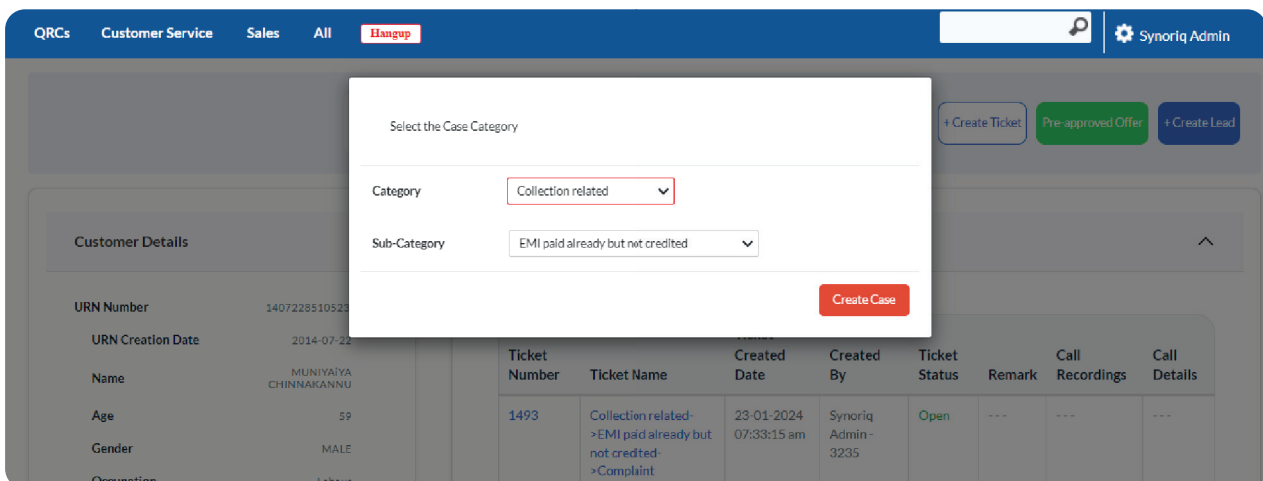 QRCs Customer Service Sales All Hangup Synoriq Admin
Select the Case Category
+ Create Ticket Pre-approved Offer + Create Lead
Category Collection related
Sub-Category EMI paid already but not credited
Create Case
Customer Details
URN Number 1407228510523
URN Creation Date 2014-07-22
Name MUNIYAIYA
CHINNAKANNU
Age 59
Gender MALE
Occupation Labour
Ticket
Number
Ticket Name
Created
Date
Created
By
Ticket
Status
Remark
Call
Recordings
Call
Details
1493
Collection related-
>EMI paid already but
not credited-
>Complaint
23-01-2024
07:33:15 am
Synoriq
Admin -
3235
Open
---
---
---